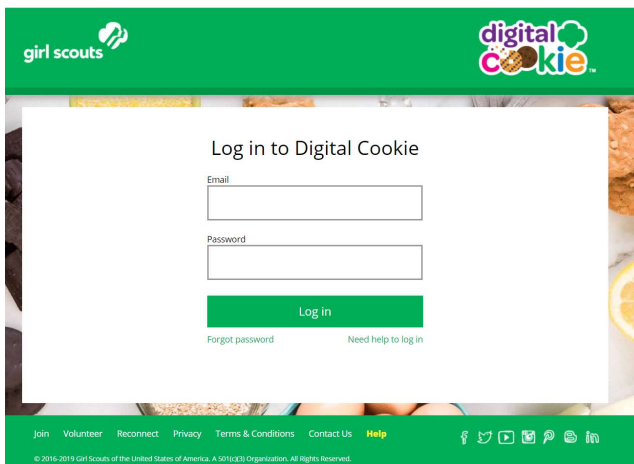 girl scouts
digital
cookie™
Log in to Digital Cookie
Email
Password
Log in
Forgot password Need help to log in
Join Volunteer Reconnect Privacy Terms & Conditions Contact Us Help
© 2016-2019 Girl Scouts of the United States of America. A 501(c)(3) Organization. All Rights Reserved.